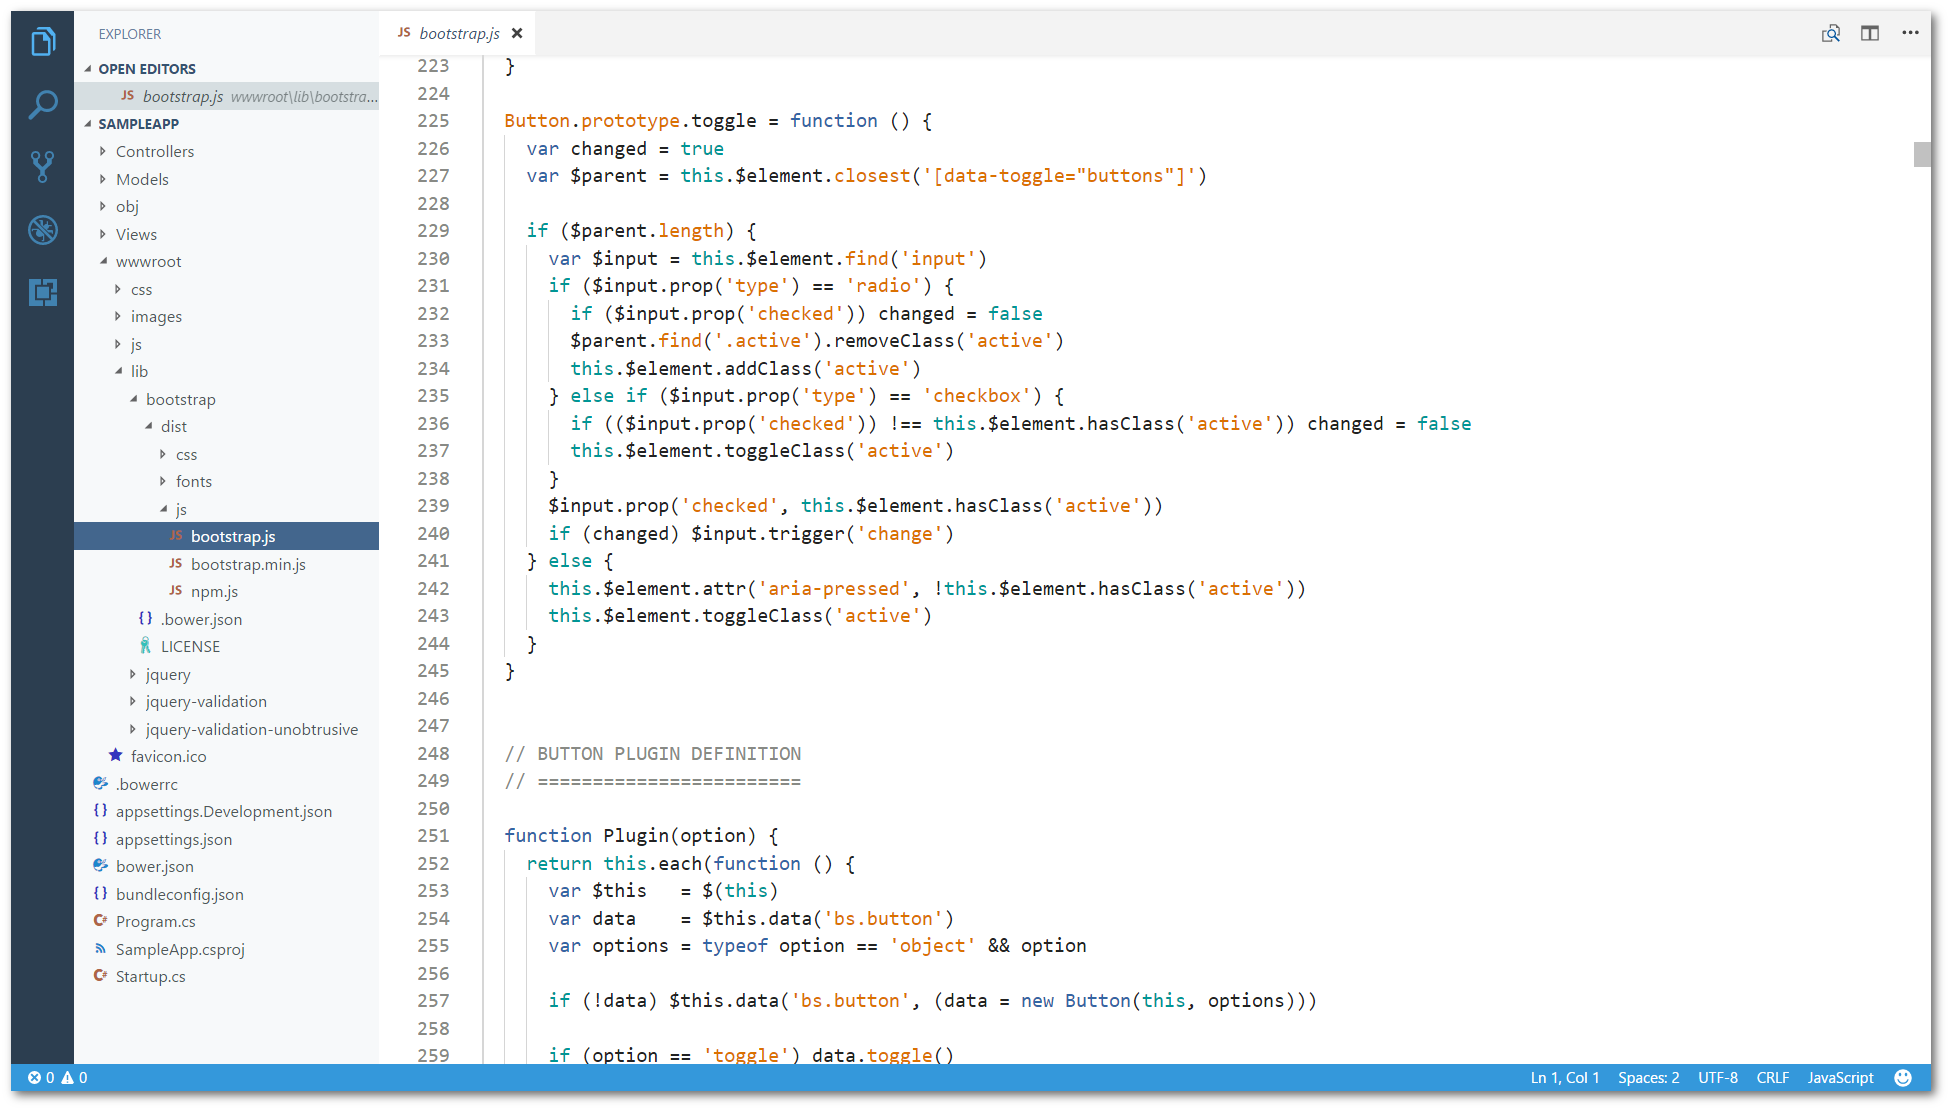 EXPLORER
OPEN EDITORS
JS bootstrap.js wwwroot\lib\bootstra...
SAMPLEAPP
Controllers
Models
obj
Views
wwwroot
css
images
js
lib
bootstrap
dist
css
fonts
js
JS bootstrap.js
JS bootstrap.min.js
JS npm.js
{} .bower.json
LICENSE
jquery
jquery-validation
jquery-validation-unobtrusive
favicon.ico
.bowerrc
{} appsettings.Development.json
{} appsettings.json
bower.json
{} bundleconfig.json
C# Program.cs
SampleApp.csproj
C# Startup.cs
JS bootstrap.js
223 }
224
225 Button.prototype.toggle = function () {
226 var changed = true
227 var $parent = this.$element.closest('[data-toggle="buttons"]')
228
229 if ($parent.length) {
230 var $input = this.$element.find('input')
231 if ($input.prop('type') == 'radio') {
232 if ($input.prop('checked')) changed = false
233 $parent.find('.active').removeClass('active')
234 this.$element.addClass('active')
235 } else if ($input.prop('type') == 'checkbox') {
236 if (($input.prop('checked')) !== this.$element.hasClass('active')) changed = false
237 this.$element.toggleClass('active')
238 }
239 $input.prop('checked', this.$element.hasClass('active'))
240 if (changed) $input.trigger('change')
241 } else {
242 this.$element.attr('aria-pressed', !this.$element.hasClass('active'))
243 this.$element.toggleClass('active')
244 }
245 }
246
247
248 // BUTTON PLUGIN DEFINITION
249 // ========================
250
251 function Plugin(option) {
252 return this.each(function () {
253 var $this   = $(this)
254 var data    = $this.data('bs.button')
255 var options = typeof option == 'object' && option
256
257 if (!data) $this.data('bs.button', (data = new Button(this, options)))
258
259 if (option == 'toggle') data.toggle()
0 0
Ln 1, Col 1 Spaces: 2 UTF-8 CRLF JavaScript